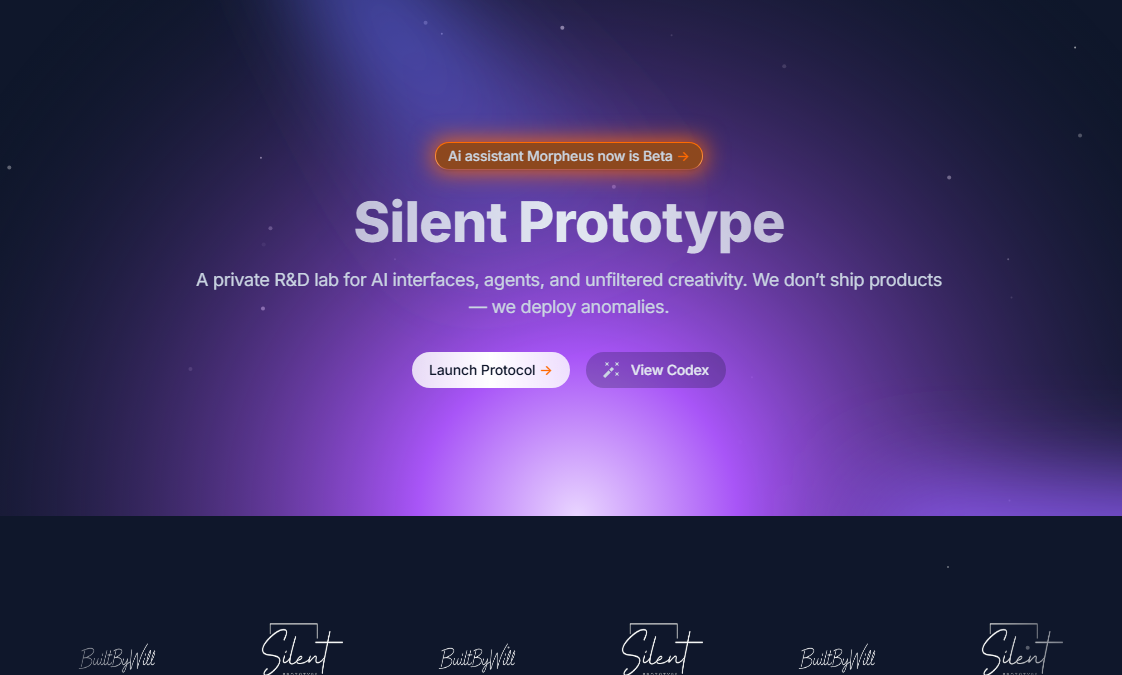 Ai assistant Morpheus now is Beta →
Silent Prototype
A private R&D lab for AI interfaces, agents, and unfiltered creativity. We don’t ship products
— we deploy anomalies.
Launch Protocol →
View Codex
BuiltByWill
Silent
BuiltByWill
Silent
BuiltByWill
Silent